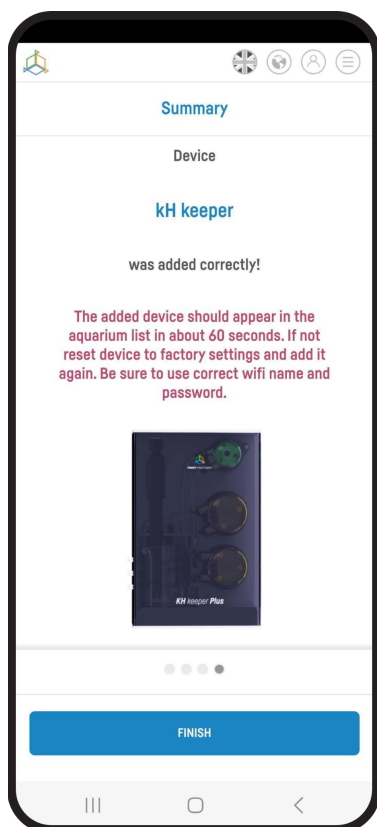 Summary
Device
kH keeper
was added correctly!
The added device should appear in the
aquarium list in about 60 seconds. If not
reset device to factory settings and add it
again. Be sure to use correct wifi name and
password.
KH keeper Plus
FINISH